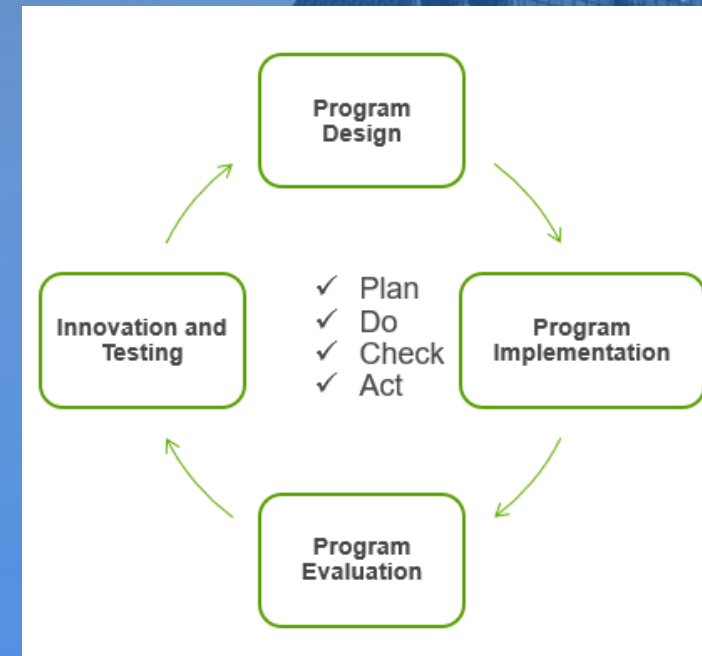 Program
Design
Innovation and
Testing
✓ Plan
✓ Do
✓ Check
✓ Act
Program
Implementation
Program
Evaluation